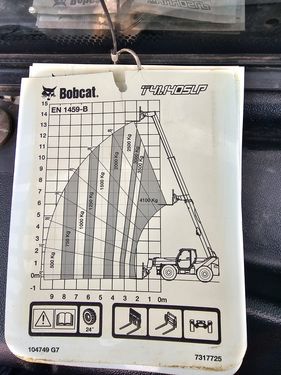 Bobcat. T41.140SLP
EN 1459-B
15
14
13
12
11
10
9
8
7
6
5
4
3
2
1
0m
-1
500 Kg
750 Kg
1000 Kg
1250 Kg
1500 Kg
2000 Kg
2500 Kg
3000 Kg
4100 Kg
9 8 7 6 5 4 3 2 1 0m
24"
104749 G7 7317725